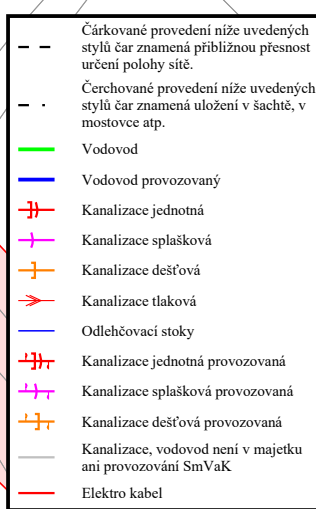 Čárkované provedení níže uvedených
stylů čar znamená přibližnou přesnost
určení polohy sítě.
Čerchované provedení níže uvedených
stylů čar znamená uložení v šachtě, v
mostovce atp.
Vodovod
Vodovod provozovaný
Kanalizace jednotná
Kanalizace splašková
Kanalizace dešťová
Kanalizace tlaková
Odlehčovací stoky
Kanalizace jednotná provozovaná
Kanalizace splašková provozovaná
Kanalizace dešťová provozovaná
Kanalizace, vodovod není v majetku
ani provozování SmVaK
Elektro kabel